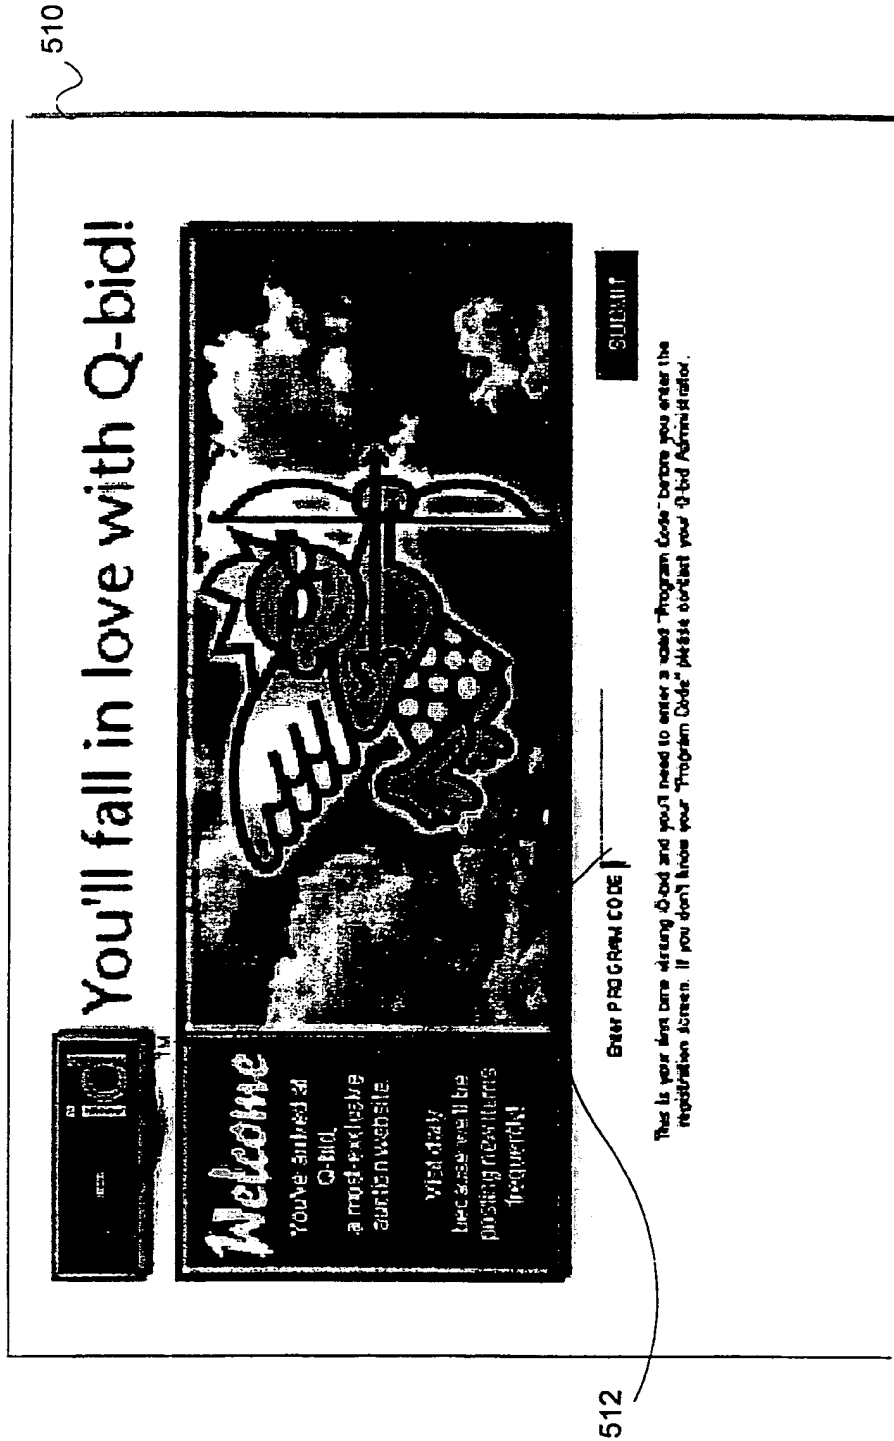 510
You'll fall in love with Q-bid!
TM
Welcome
You've arrived at
Q-bid,
a most exclusive
auction website.
Visit daily
because we'll be
posting new items
frequently!
Enter PROGRAM CODE
SUBMIT
This is your first time visiting Q-bid and you'll need to enter a valid "Program Code" before you enter the
registration screen. If you don't know your "Program Code" please contact your Q-bid Administrator.
512